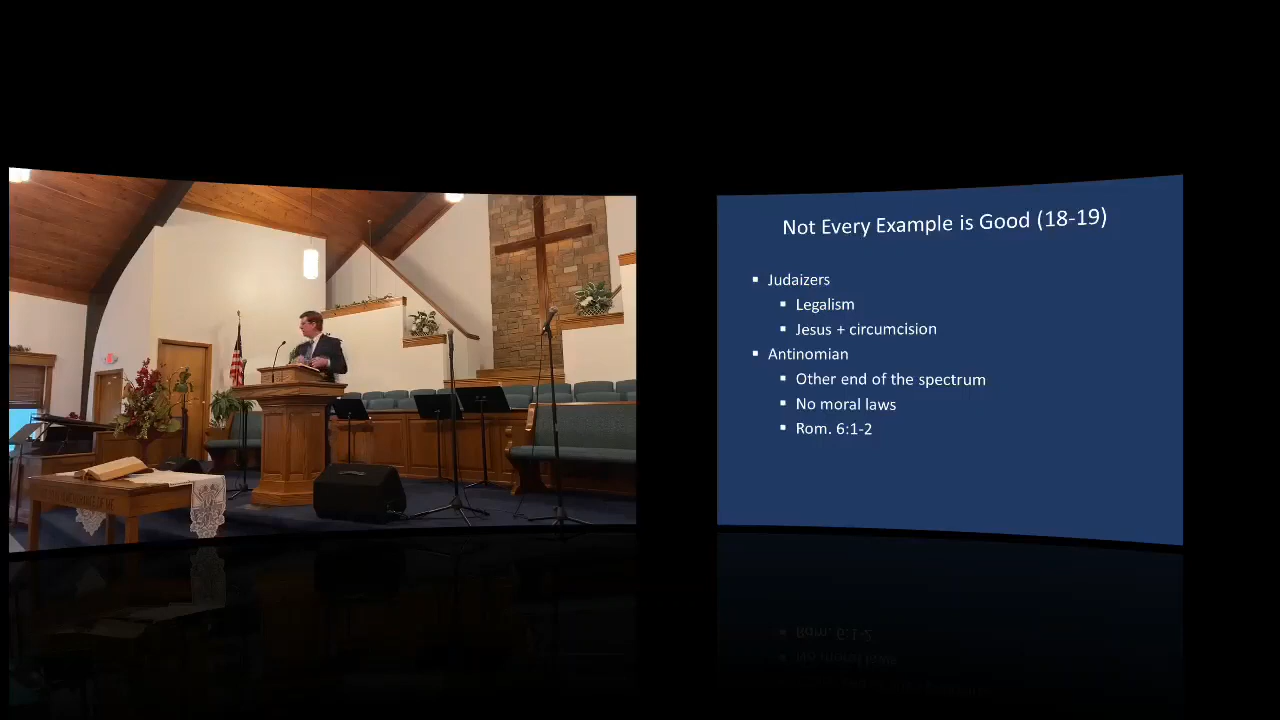 Not Every Example is Good (18-19)
Judaizers
Legalism
Jesus + circumcision
Antinomian
Other end of the spectrum
No moral laws
Rom. 6:1-2